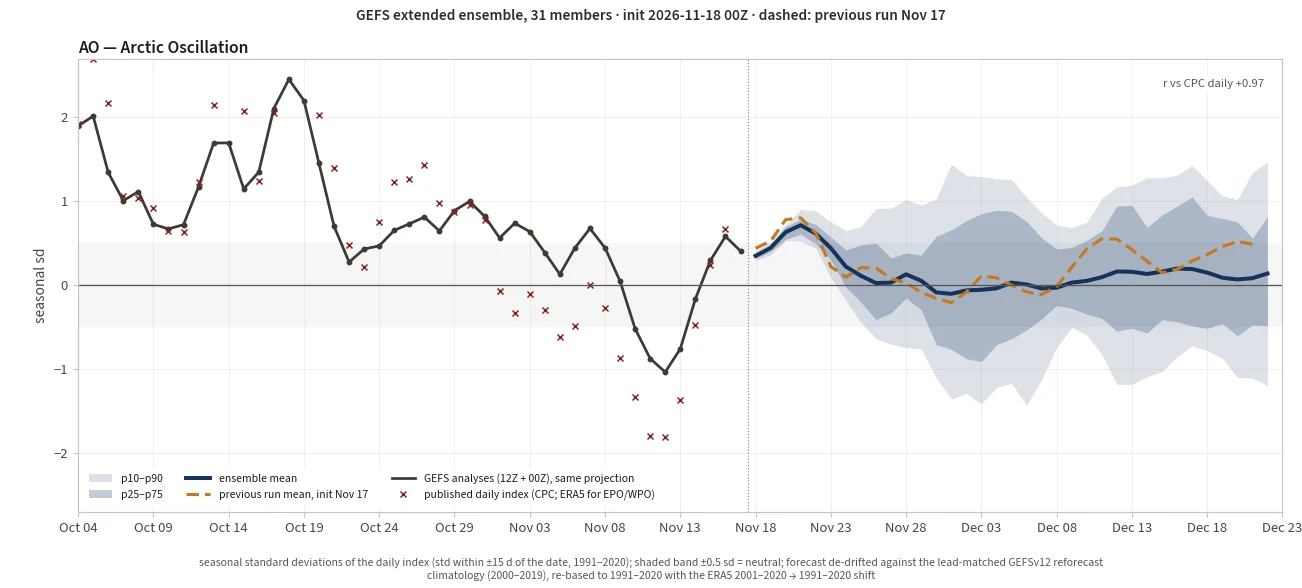 GEFS extended ensemble, 31 members · init 2026-11-18 00Z · dashed: previous run Nov 17
AO — Arctic Oscillation
r vs CPC daily +0.97
seasonal sd
2
1
0
−1
−2
p10–p90
p25–p75
ensemble mean
previous run mean, init Nov 17
GEFS analyses (12Z + 00Z), same projection
published daily index (CPC; ERA5 for EPO/WPO)
Oct 04 Oct 09 Oct 14 Oct 19 Oct 24 Oct 29 Nov 03 Nov 08 Nov 13 Nov 18 Nov 23 Nov 28 Dec 03 Dec 08 Dec 13 Dec 18 Dec 23
seasonal standard deviations of the daily index (std within ±15 d of the date, 1991–2020); shaded band ±0.5 sd = neutral; forecast de-drifted against the lead-matched GEFSv12 reforecast
climatology (2000–2019), re-based to 1991–2020 with the ERA5 2001–2020 → 1991–2020 shift